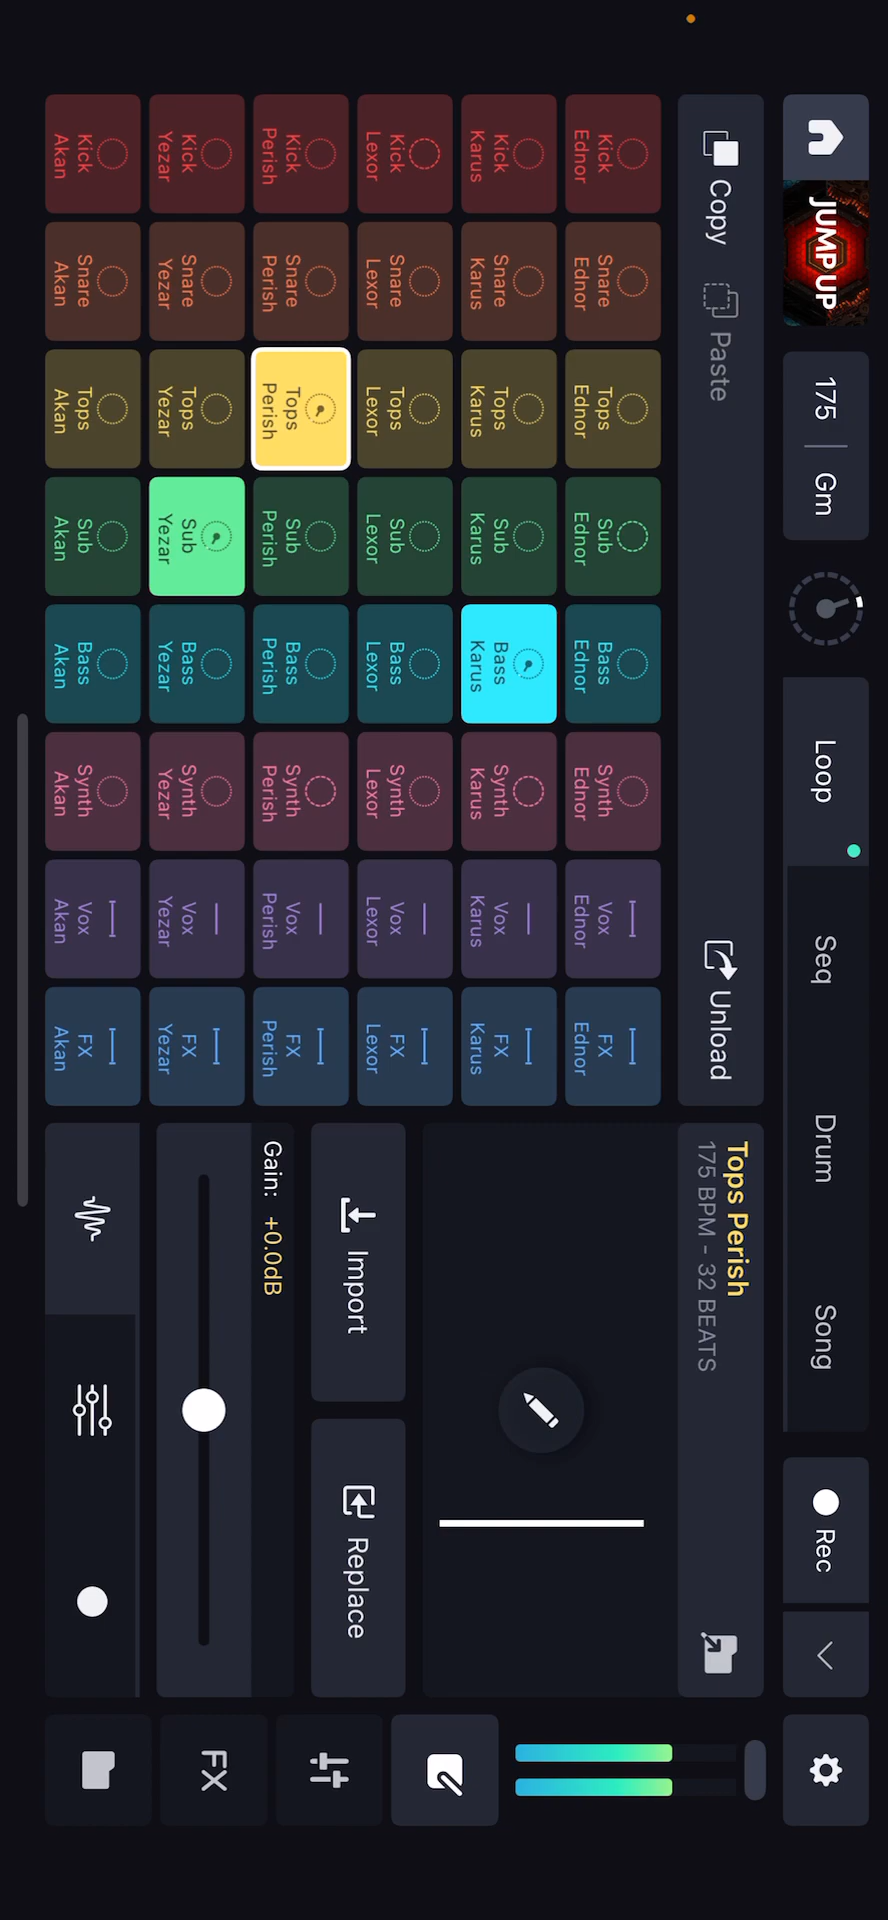 JUMP UP
175
Gm
Loop
Seq
Drum
Song
Rec
Copy
Paste
Unload
Tops Perish
175 BPM - 32 BEATS
Kick
Ednor
Snare
Ednor
Tops
Ednor
Sub
Ednor
Bass
Ednor
Synth
Ednor
Vox
Ednor
FX
Ednor
Kick
Karus
Snare
Karus
Tops
Karus
Sub
Karus
Bass
Karus
Synth
Karus
Vox
Karus
FX
Karus
Kick
Lexor
Snare
Lexor
Tops
Lexor
Sub
Lexor
Bass
Lexor
Synth
Lexor
Vox
Lexor
FX
Lexor
Import
Replace
Kick
Perish
Snare
Perish
Tops
Perish
Sub
Perish
Bass
Perish
Synth
Perish
Vox
Perish
FX
Perish
Gain: +0.0dB
Kick
Yezar
Snare
Yezar
Tops
Yezar
Sub
Yezar
Bass
Yezar
Synth
Yezar
Vox
Yezar
FX
Yezar
FX
Kick
Akan
Snare
Akan
Tops
Akan
Sub
Akan
Bass
Akan
Synth
Akan
Vox
Akan
FX
Akan